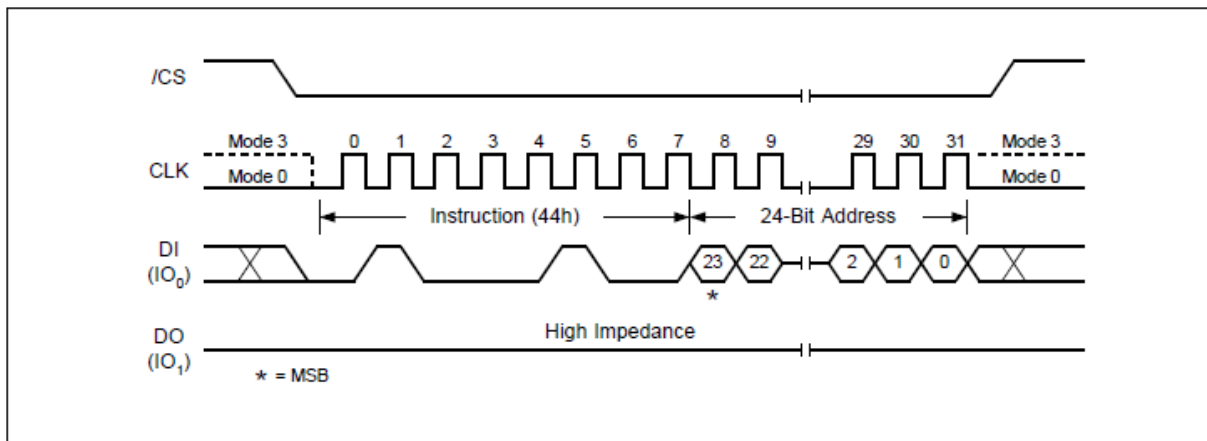 /CS
Mode 3 0 1 2 3 4 5 6 7 8 9 29 30 31 Mode 3
CLK Mode 0 Mode 0
Instruction (44h) 24-Bit Address
DI
(IO0) 23 22 2 1 0
*
High Impedance
DO
(IO1)
* = MSB